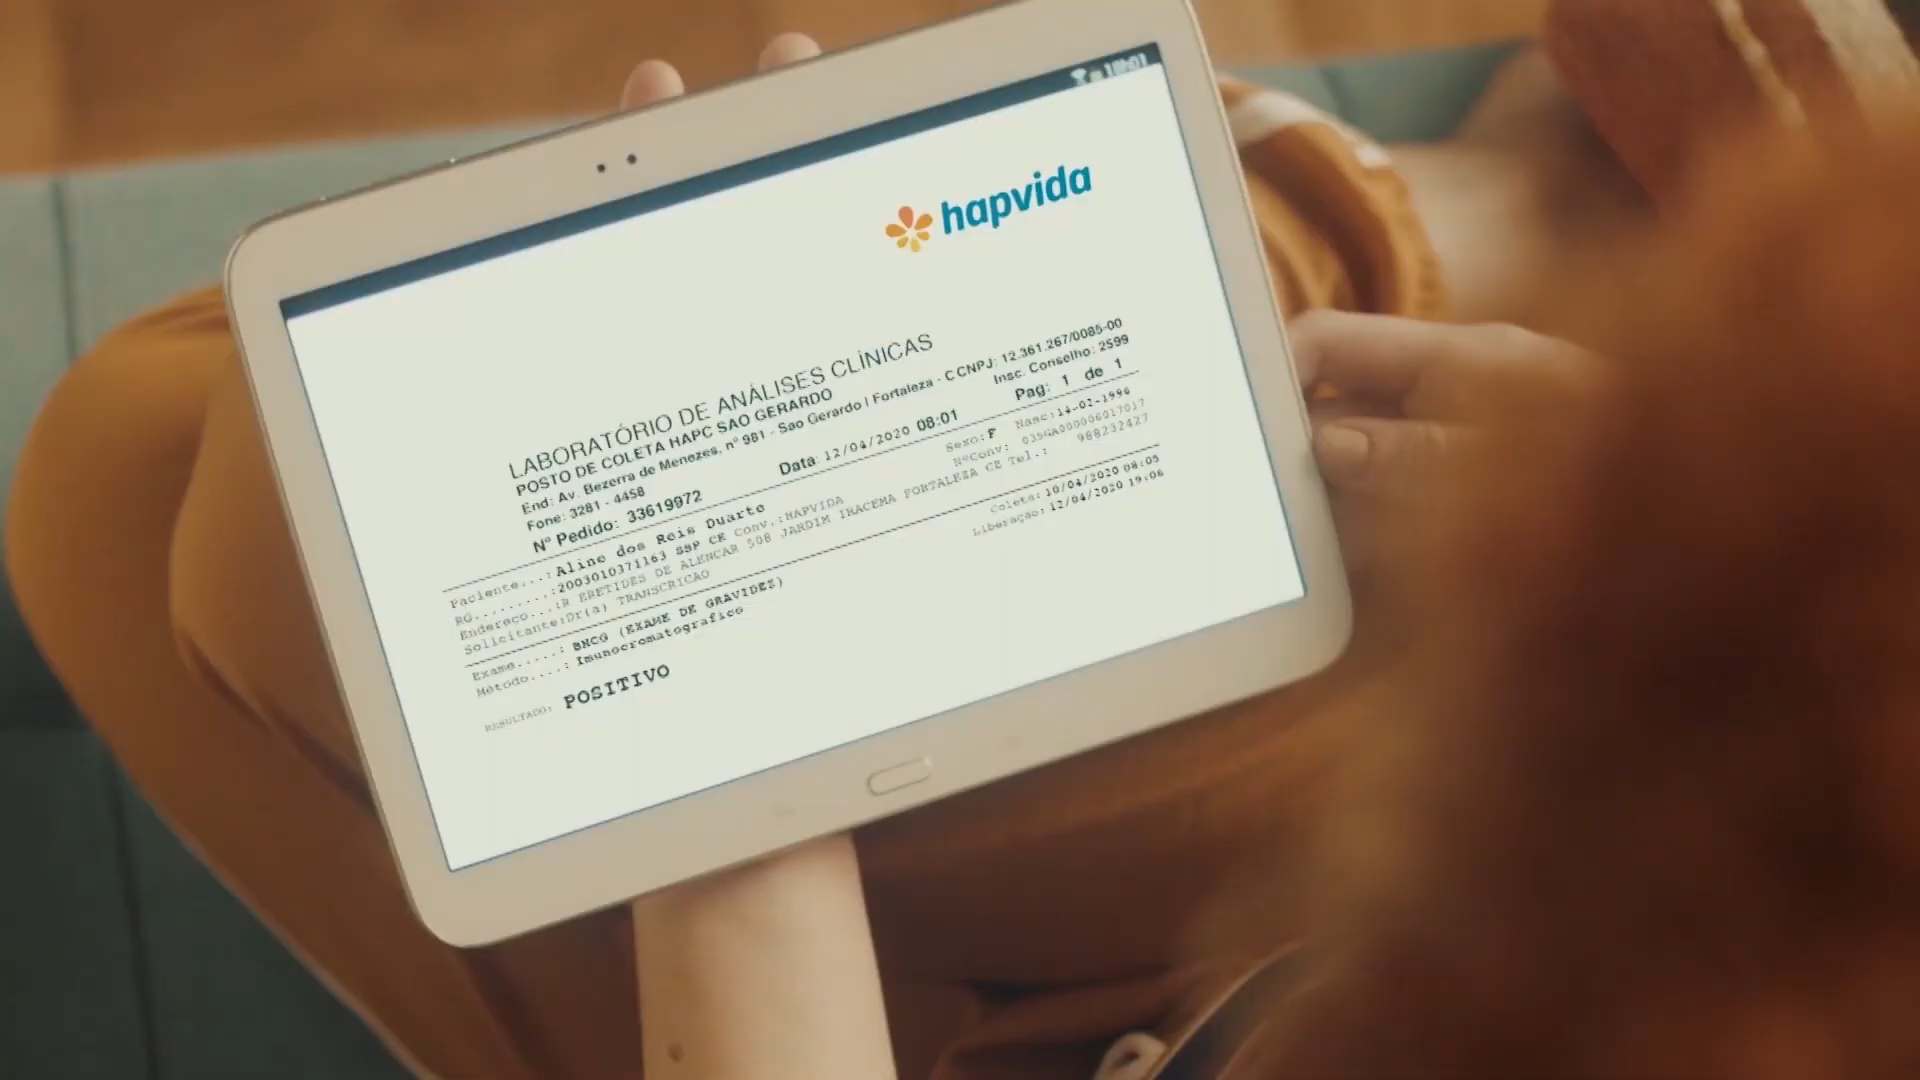 18:01
hapvida
LABORATÓRIO DE ANÁLISES CLÍNICAS
POSTO DE COLETA HAPC SAO GERARDO
End: Av. Bezerra de Menezes, nº 981 - Sao Gerardo | Fortaleza - C CNPJ: 12.361.267/0085-00
Fone: 3281 - 4458 Insc. Conselho: 2599
Nº Pedido: 33619972 Data: 12/04/2020 08:01 Pag: 1 de 1
Paciente...: Aline dos Reis Duarte Sexo: F Nasc: 14-02-1996
RG.........: 2003010371163 SSP CE Conv.: HAPVIDA NºConv: 035GA000006017017
Endereco...: R ERETIDES DE ALENCAR 508 JARDIM IRACEMA FORTALEZA CE Tel.: 988232427
Solicitante: Dr(a) TRANSCRICAO
Coleta: 10/04/2020 08:05
Exame.....: BHCG (EXAME DE GRAVIDEZ) Liberação: 12/04/2020 19:06
Método....: Imunocromatografico
RESULTADO: POSITIVO